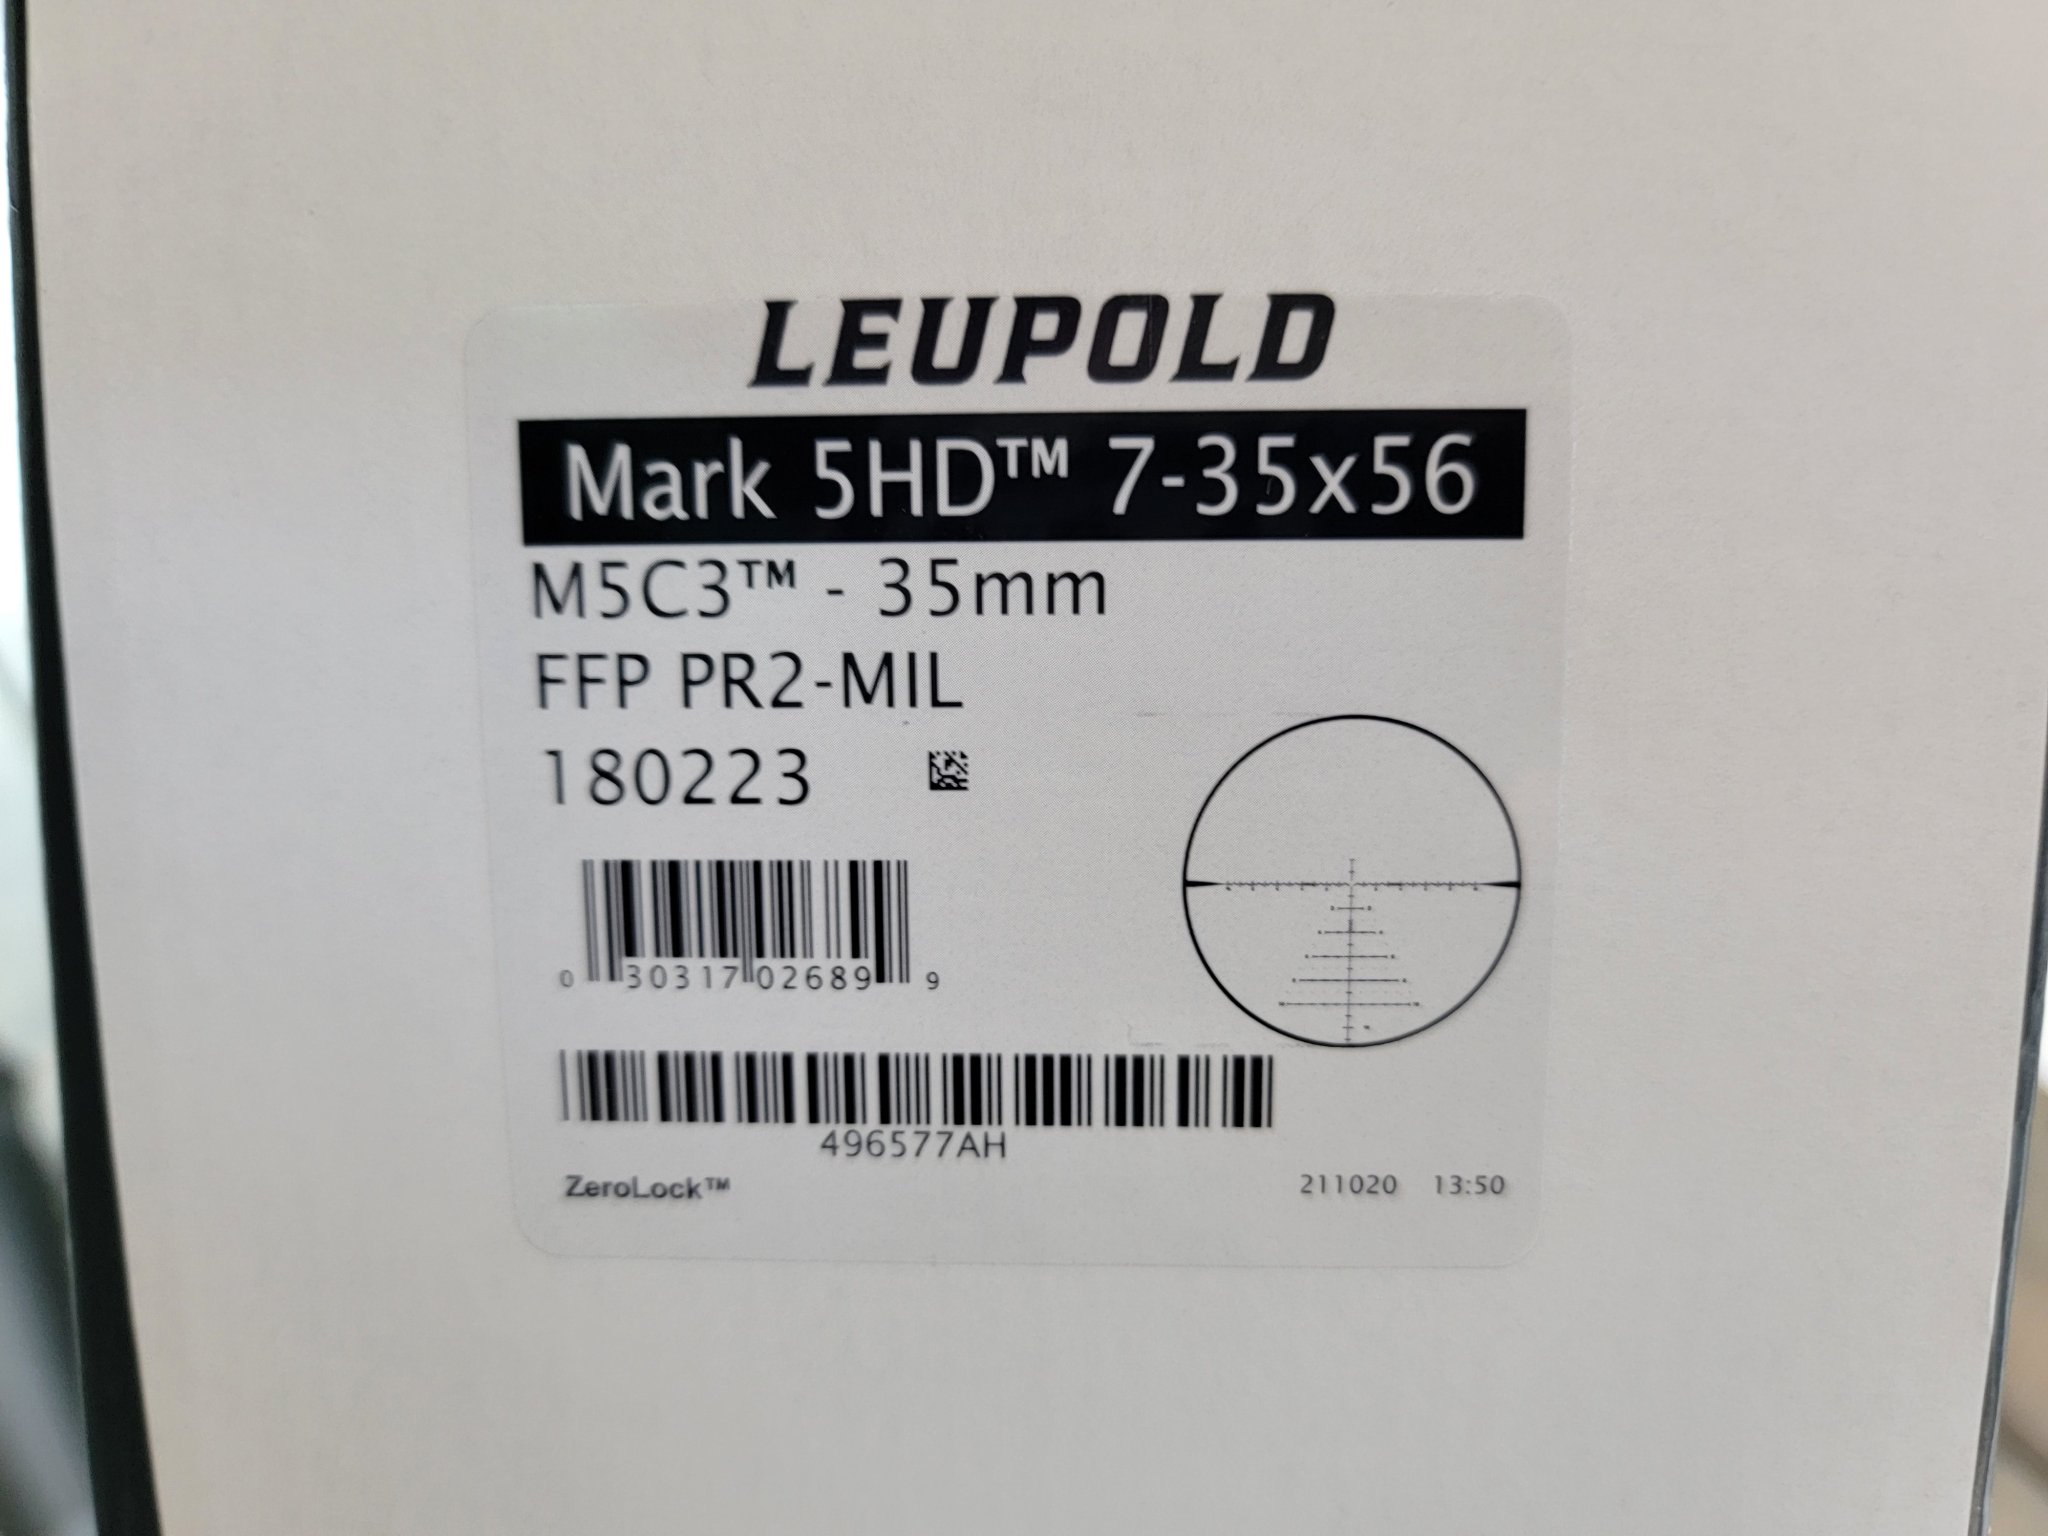 LEUPOLD
Mark 5HD™ 7-35x56
M5C3™ - 35mm
FFP PR2-MIL
180223
0 30317 02689 9
496577AH
ZeroLock™ 211020 13:50